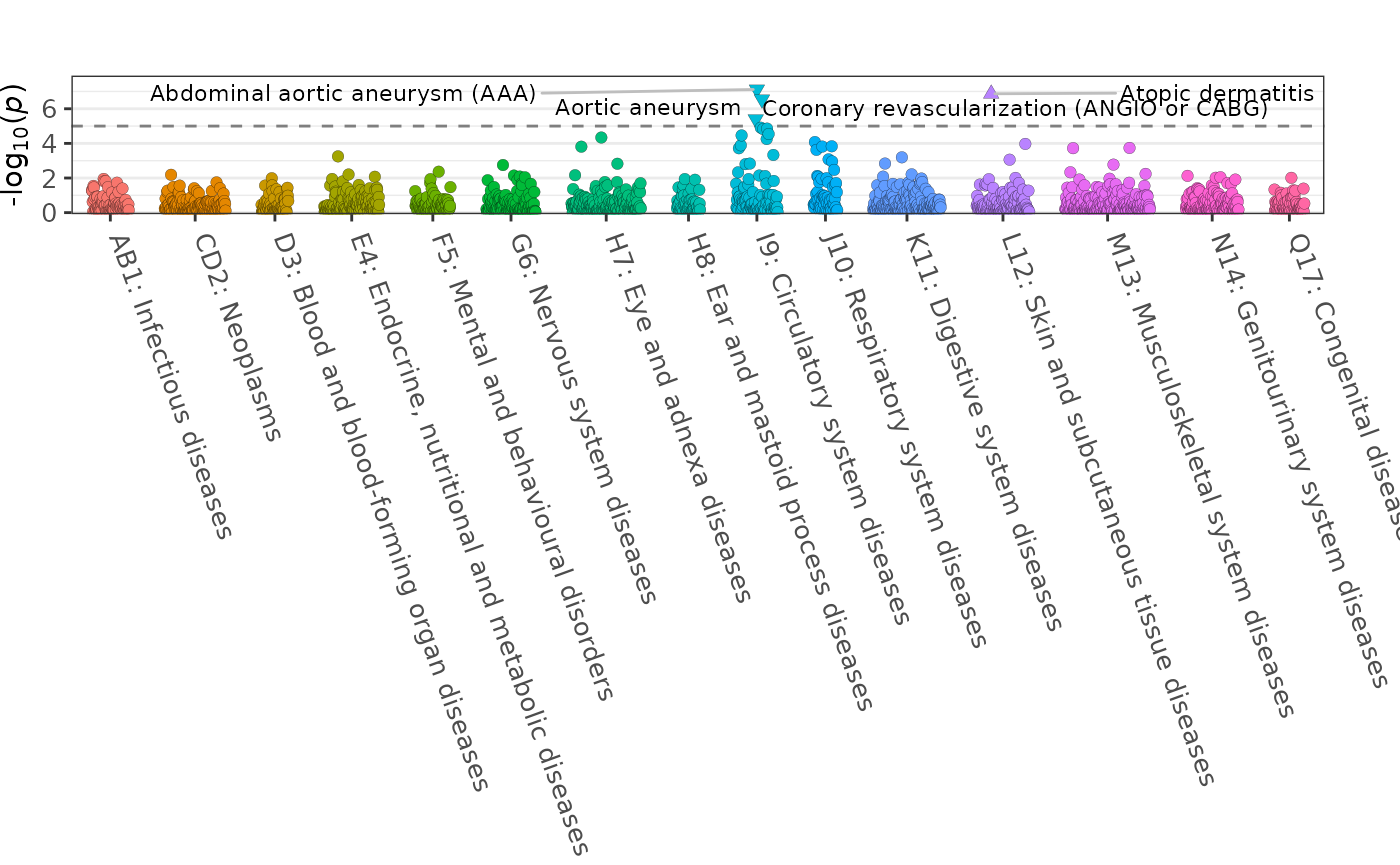 -log10(p)
6
4
2
0
Abdominal aortic aneurysm (AAA)
Atopic dermatitis
Aortic aneurysm
Coronary revascularization (ANGIO or CABG)
AB1: Infectious diseases
CD2: Neoplasms
D3: Blood and blood-forming organ diseases
E4: Endocrine, nutritional and metabolic diseases
F5: Mental and behavioural disorders
G6: Nervous system diseases
H7: Eye and adnexa diseases
H8: Ear and mastoid process diseases
I9: Circulatory system diseases
J10: Respiratory system diseases
K11: Digestive system diseases
L12: Skin and subcutaneous tissue diseases
M13: Musculoskeletal system diseases
N14: Genitourinary system diseases
Q17: Congenital